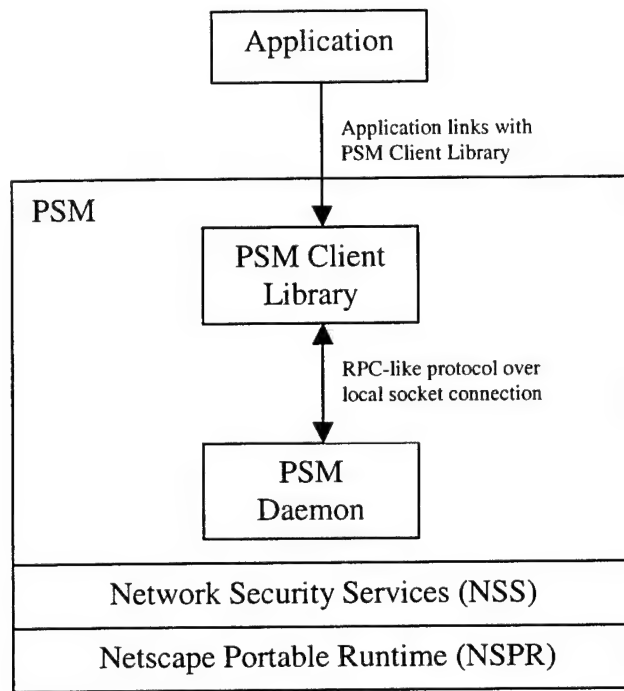 Application
Application links with
PSM Client Library
PSM
PSM Client
Library
RPC-like protocol over
local socket connection
PSM
Daemon
Network Security Services (NSS)
Netscape Portable Runtime (NSPR)